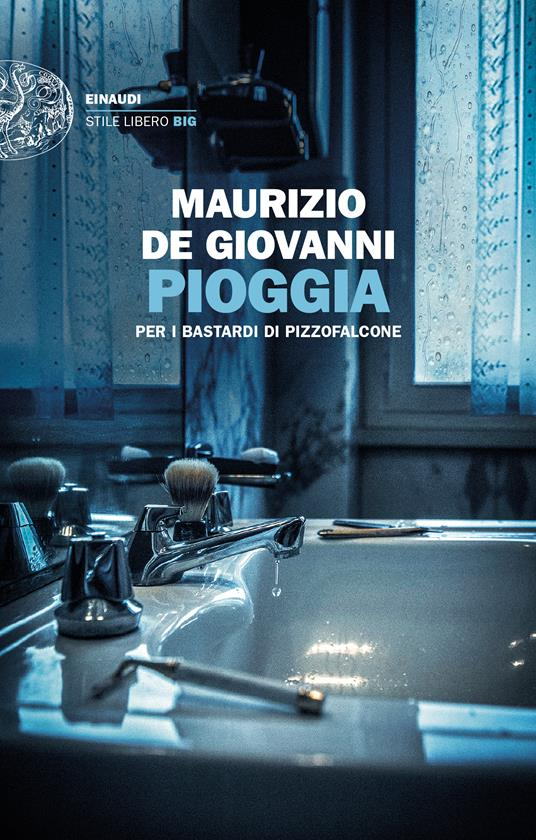 EINAUDI
STILE LIBERO BIG
MAURIZIO
DE GIOVANNI
PIOGGIA
PER I BASTARDI DI PIZZOFALCONE